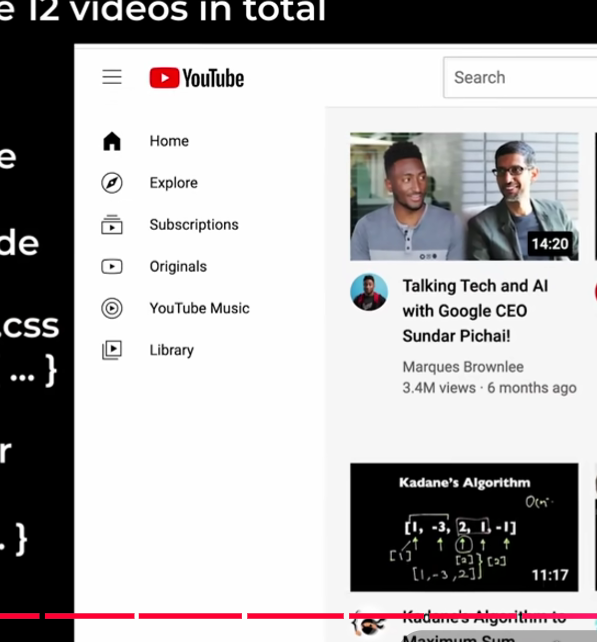 e 12 videos in total
YouTube
Search
e
de
.css
... }
r
. }
Home
Explore
Subscriptions
Originals
YouTube Music
Library
14:20
Talking Tech and AI
with Google CEO
Sundar Pichai!
Marques Brownlee
3.4M views · 6 months ago
Kadane's Algorithm
[1, -3, 2, 1, -1]
[1]
[2]
[2]
[1,-3,2]
11:17
Kadane's Algorithm to
Maximum Sum